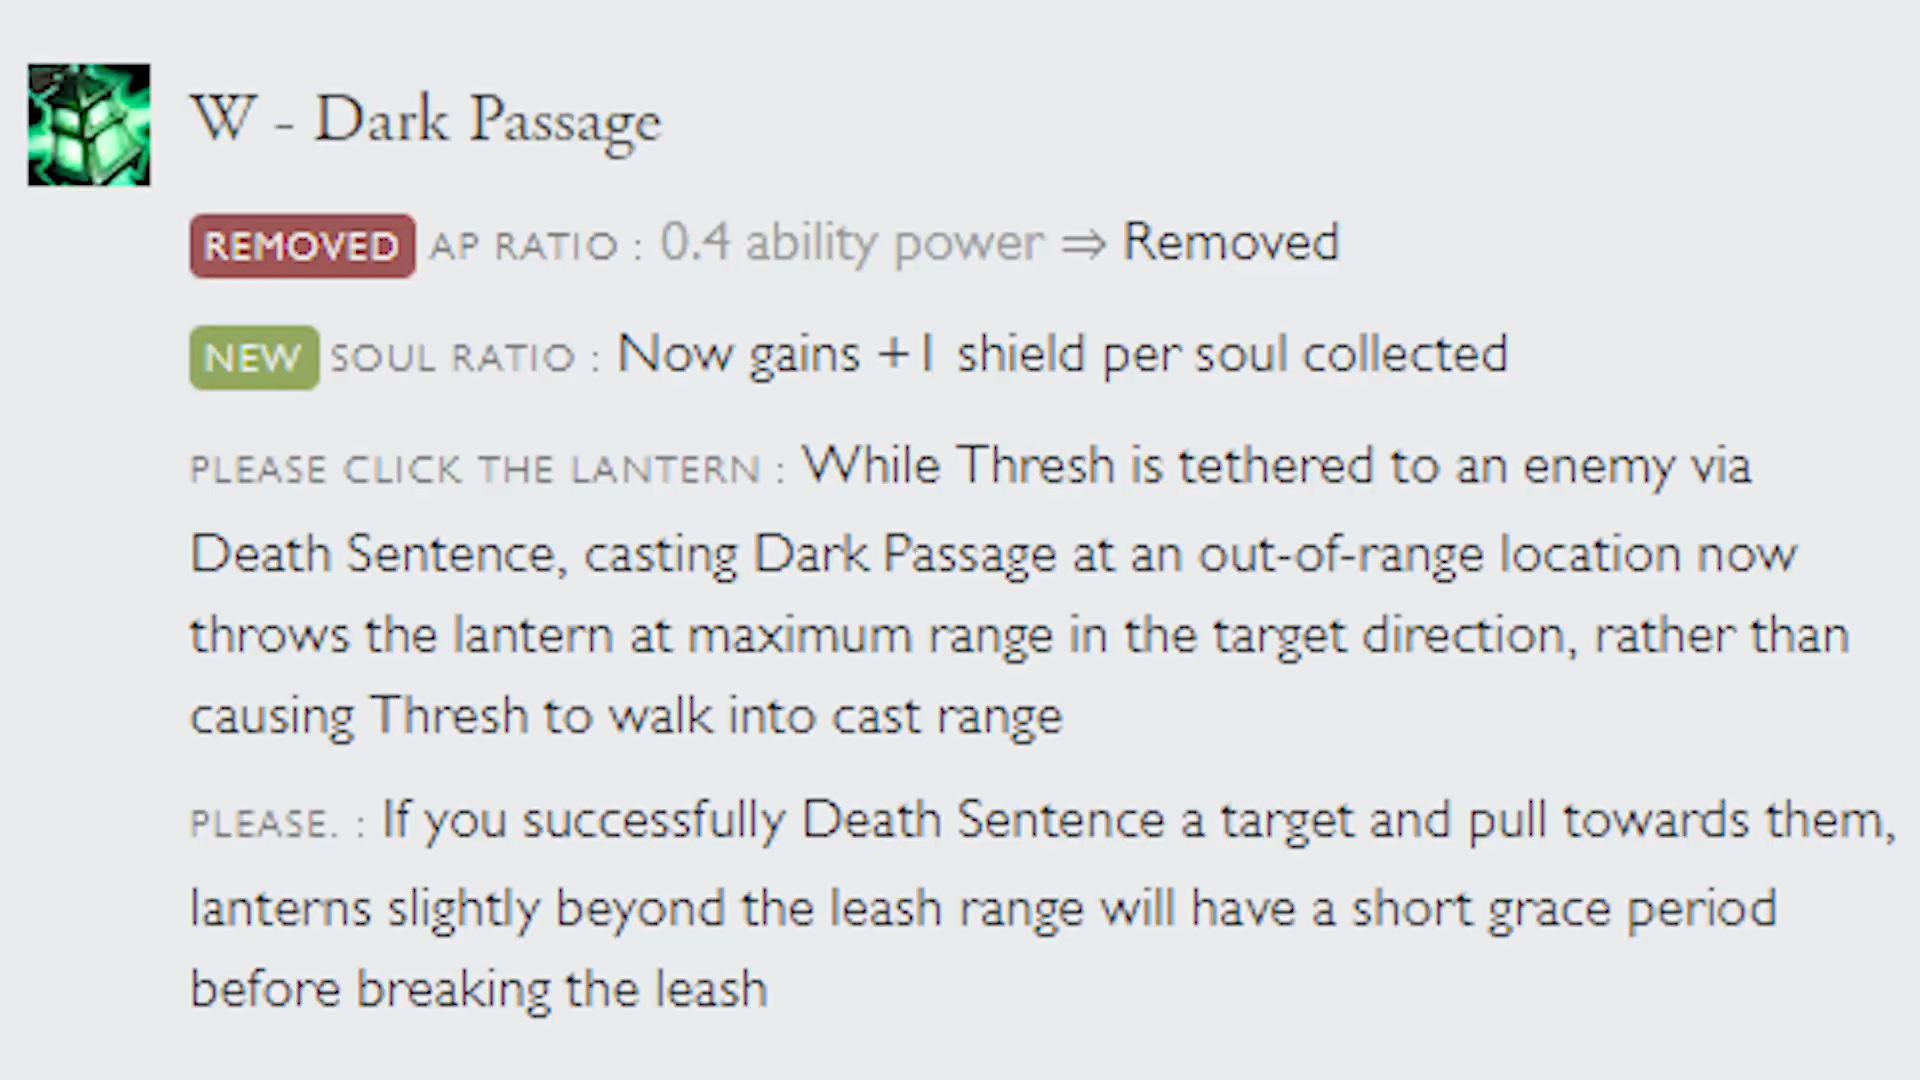 W - Dark Passage
REMOVED AP RATIO : 0.4 ability power ⇒ Removed
NEW SOUL RATIO : Now gains +1 shield per soul collected
PLEASE CLICK THE LANTERN : While Thresh is tethered to an enemy via
Death Sentence, casting Dark Passage at an out-of-range location now
throws the lantern at maximum range in the target direction, rather than
causing Thresh to walk into cast range
PLEASE. : If you successfully Death Sentence a target and pull towards them,
lanterns slightly beyond the leash range will have a short grace period
before breaking the leash